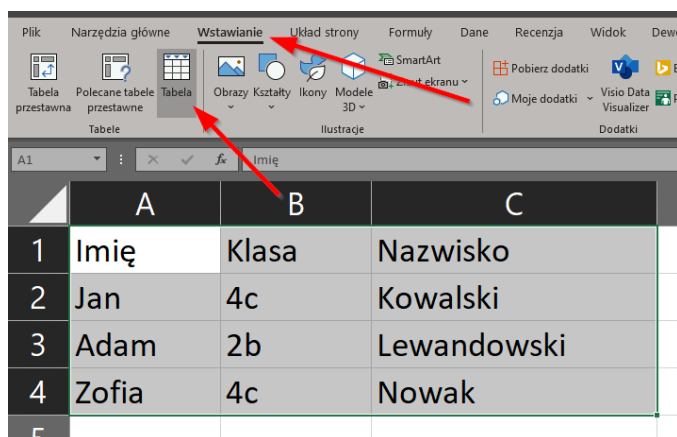 Plik Narzędzia główne Wstawianie Układ strony Formuły Dane Recenzja Widok
Tabela przestawna
Polecane tabele przestawne
Tabela
Obrazy Kształty Ikony Modele 3D
SmartArt
Zrzut ekranu
Pobierz dodatki
Moje dodatki
Visio Data Visualizer
Tabele Ilustracje Dodatki
A1 fx Imię
A B C
1 Imię Klasa Nazwisko
2 Jan 4c Kowalski
3 Adam 2b Lewandowski
4 Zofia 4c Nowak